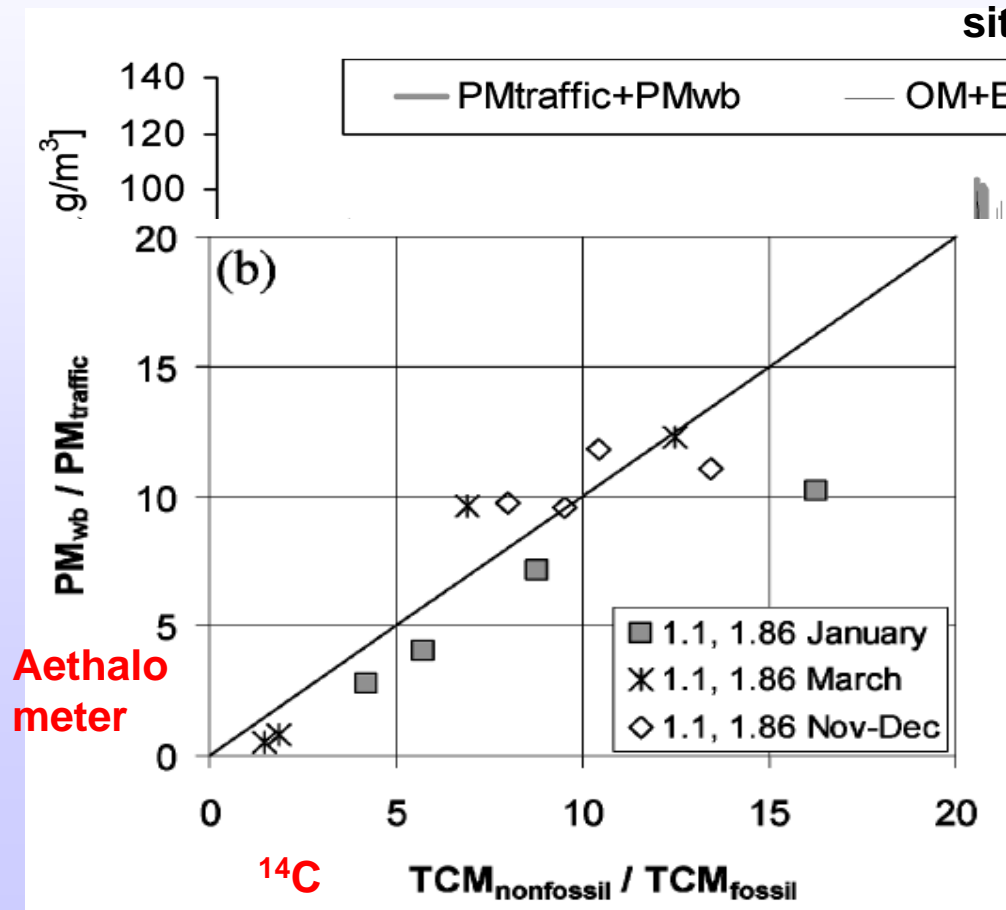 140
PMtraffic+PMwb
120
g/m³]
100
20
(b)
15
PMwb / PMtraffic
10
5
1.1, 1.86 January
Aethalo
meter
1.1, 1.86 March
1.1, 1.86 Nov-Dec
0
0 5 10 15 20
¹⁴C TCMnonfossil / TCMfossil